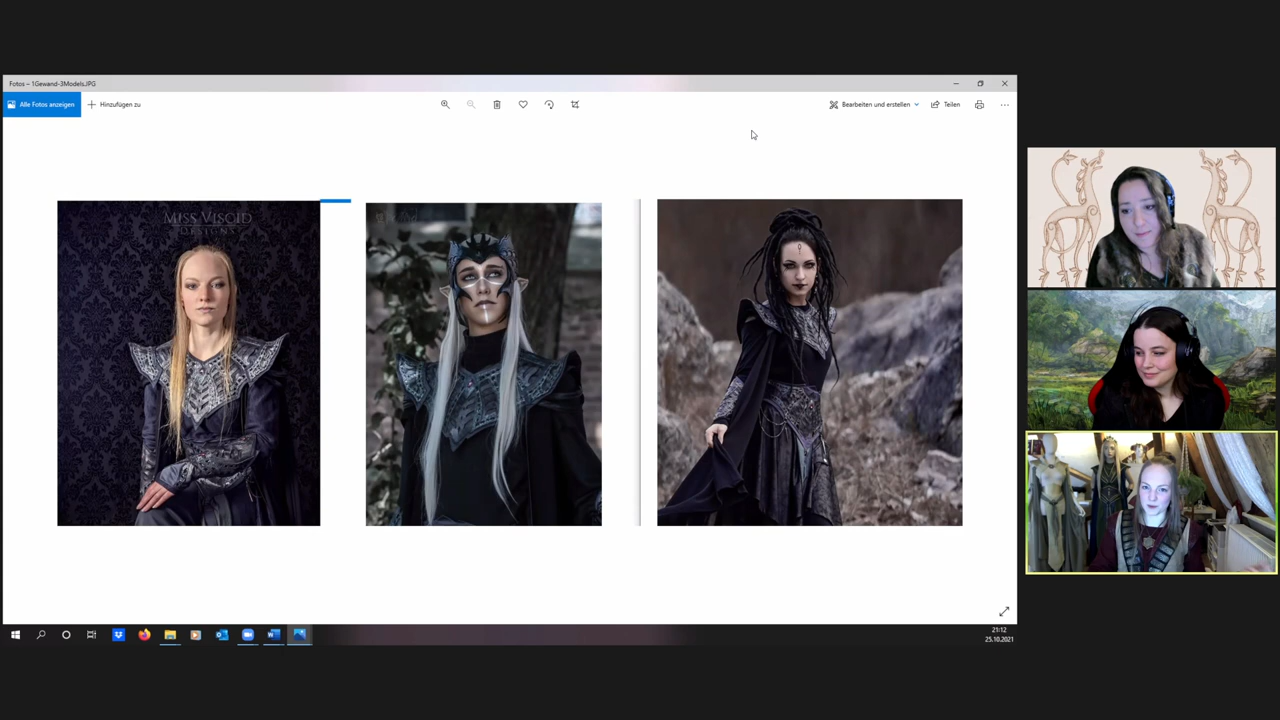 Fotos – 1Gewand-3Models.JPG
Alle Fotos anzeigen
Hinzufügen zu
Bearbeiten und erstellen
Teilen
MISS VISCID
DESIGNS
21:12
25.10.2021